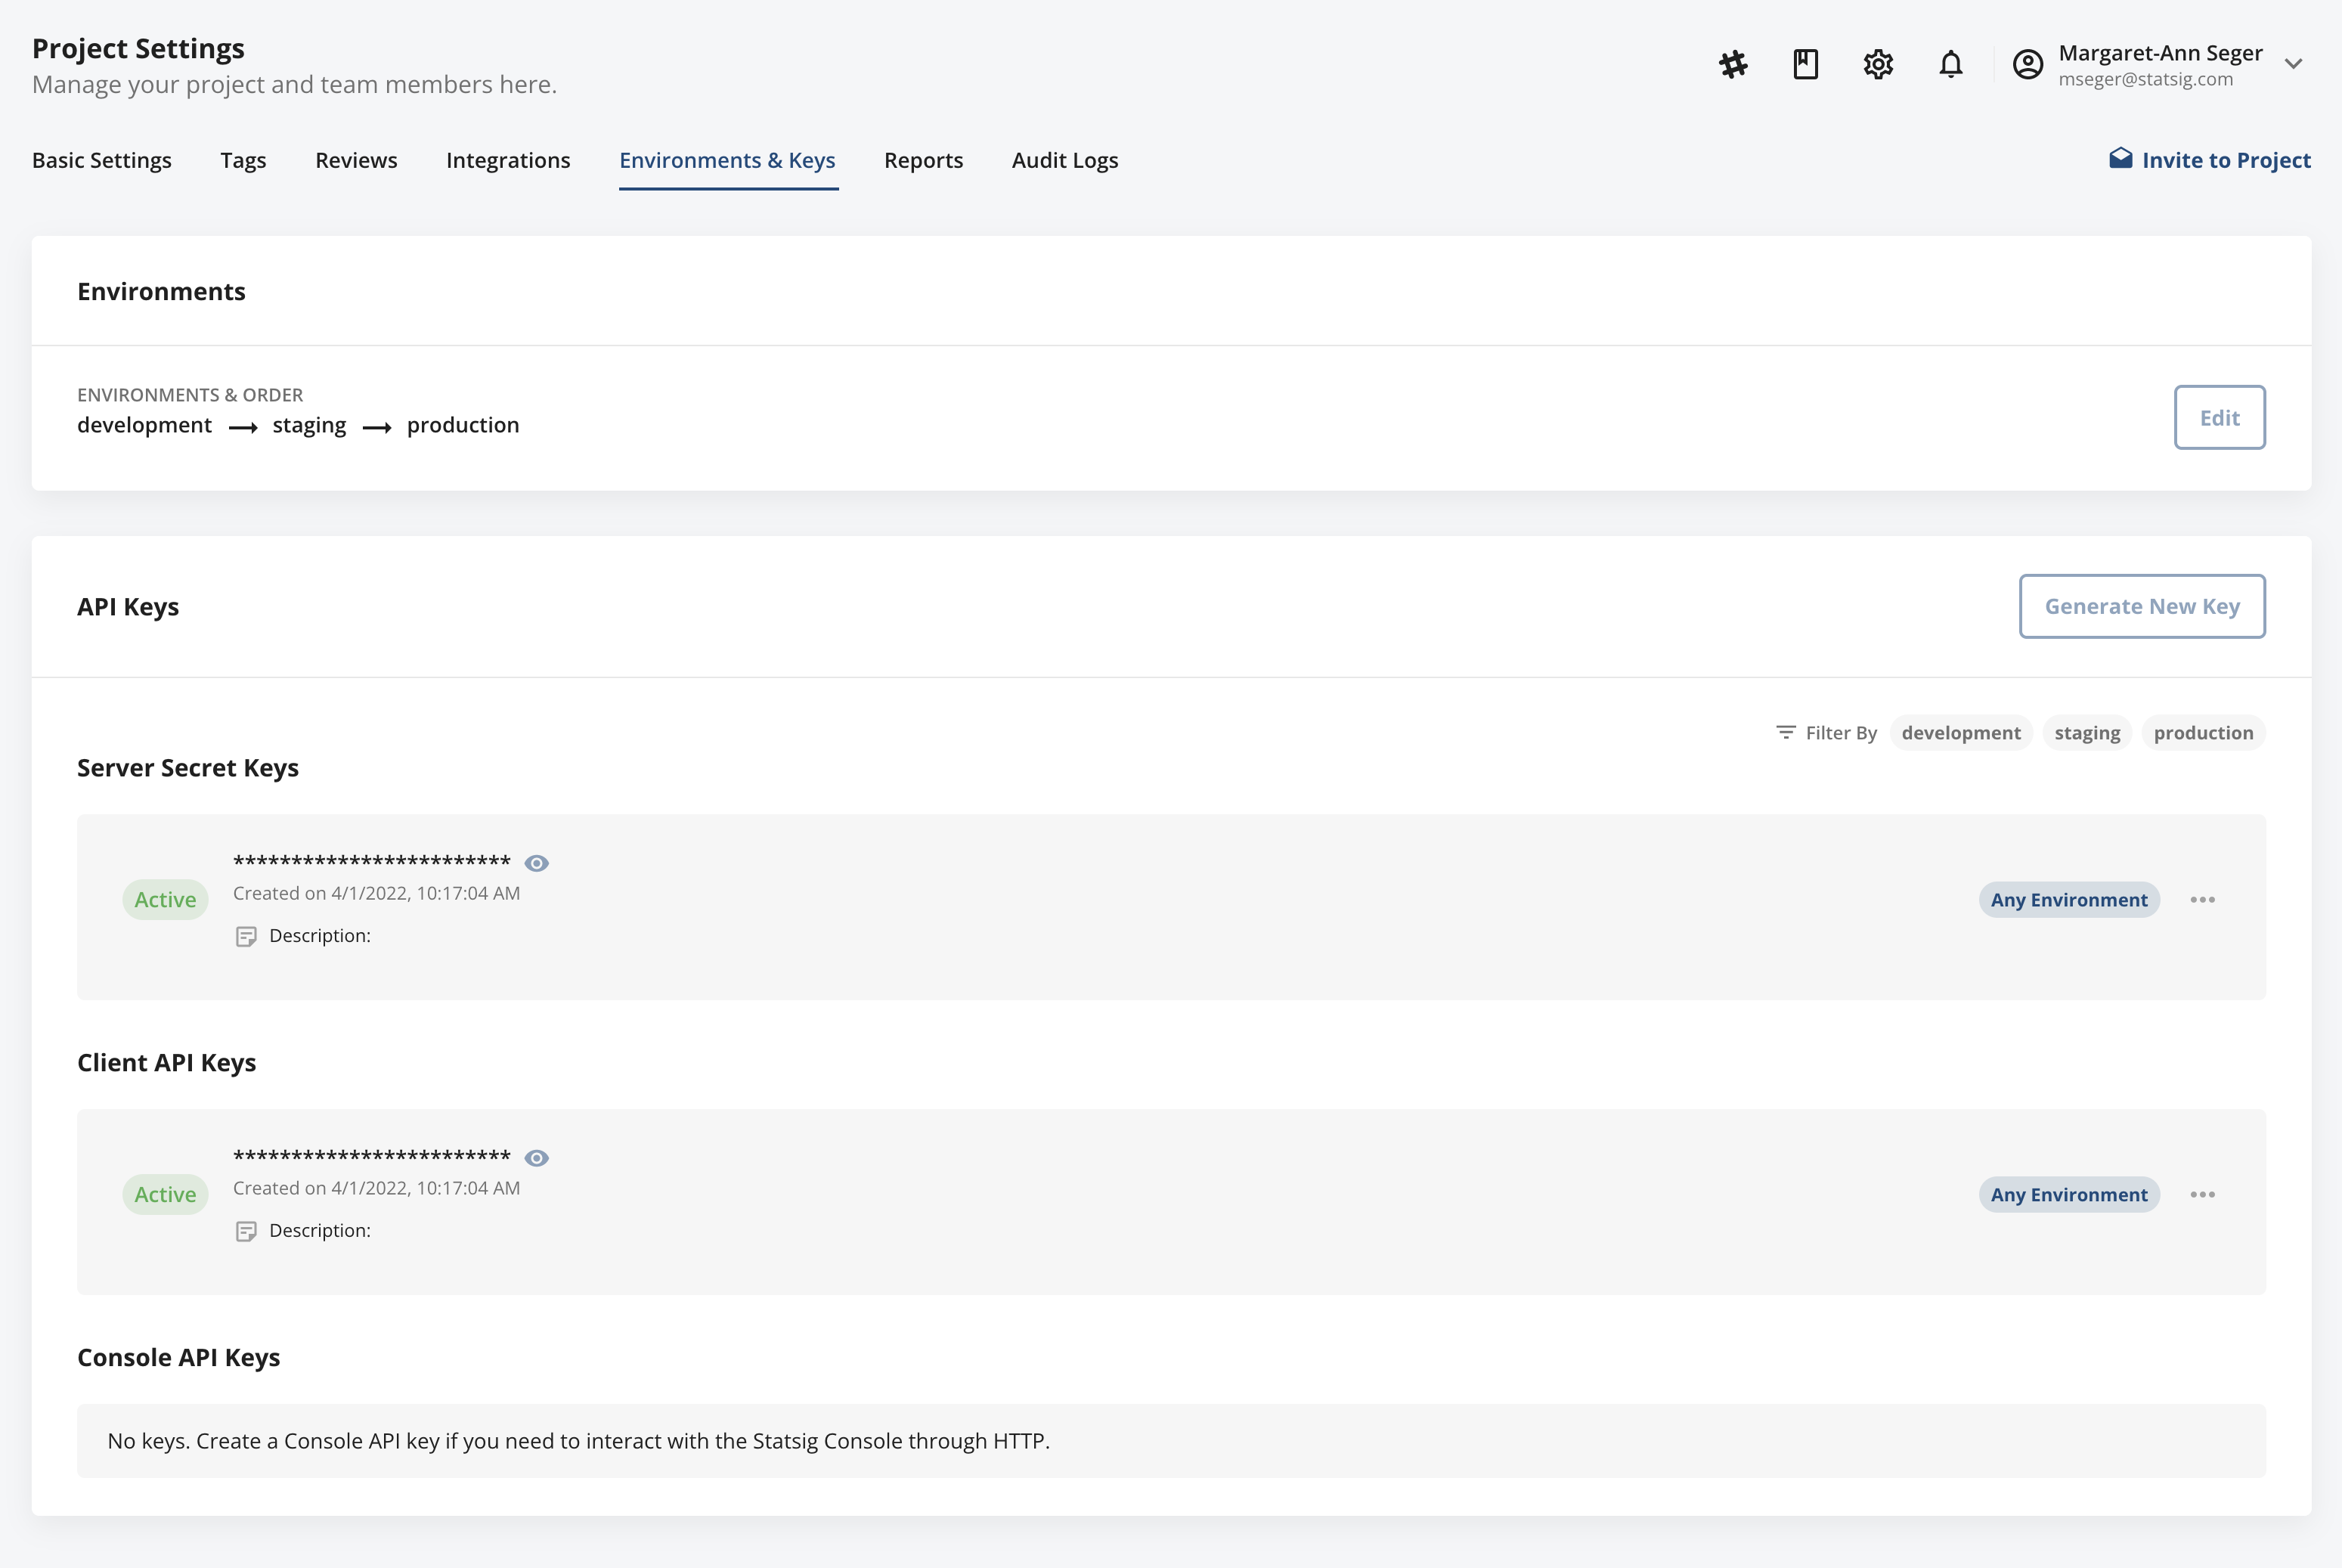 Project Settings
Manage your project and team members here.
Margaret-Ann Seger
mseger@statsig.com
Basic Settings Tags Reviews Integrations Environments & Keys Reports Audit Logs
Invite to Project
Environments
ENVIRONMENTS & ORDER
development → staging → production
Edit
API Keys
Generate New Key
Filter By development staging production
Server Secret Keys
************************
Active
Created on 4/1/2022, 10:17:04 AM
Description:
Any Environment
Client API Keys
************************
Active
Created on 4/1/2022, 10:17:04 AM
Description:
Any Environment
Console API Keys
No keys. Create a Console API key if you need to interact with the Statsig Console through HTTP.